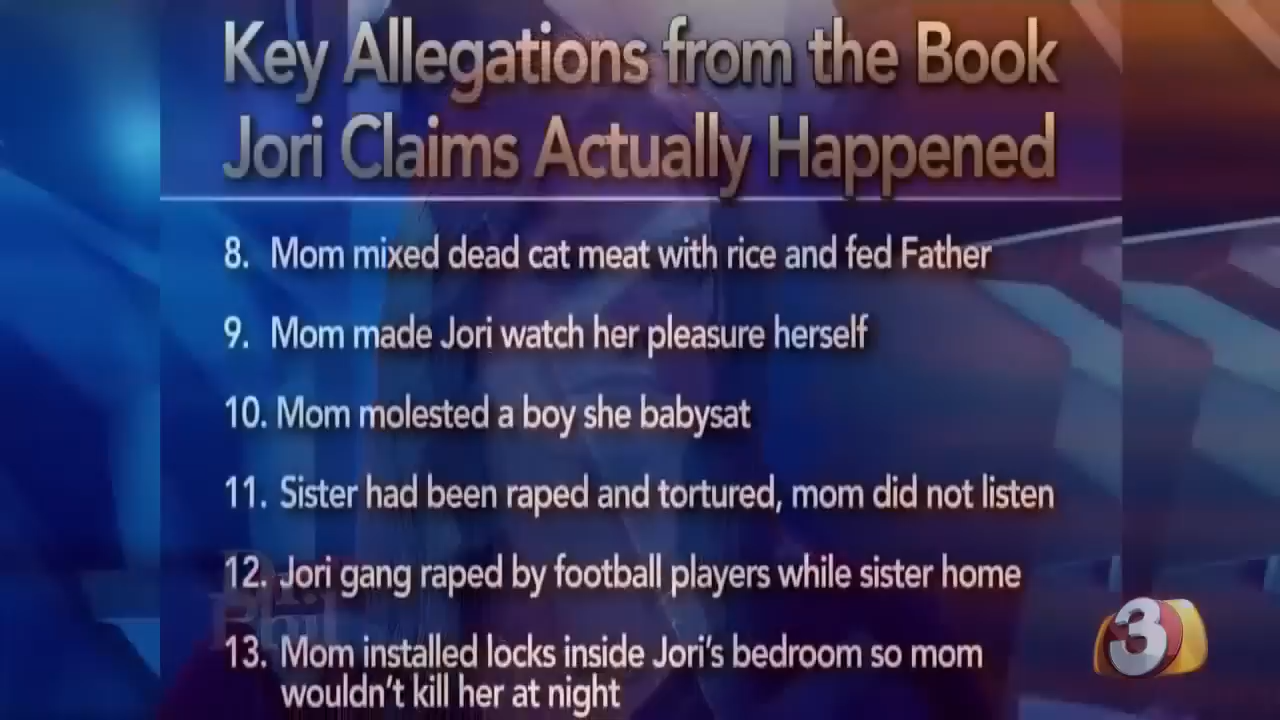 Key Allegations from the Book
Jori Claims Actually Happened
8. Mom mixed dead cat meat with rice and fed Father
9. Mom made Jori watch her pleasure herself
10. Mom molested a boy she babysat
11. Sister had been raped and tortured, mom did not listen
12. Jori gang raped by football players while sister home
13. Mom installed locks inside Jori's bedroom so mom
wouldn't kill her at night
Dr.
Phil
3